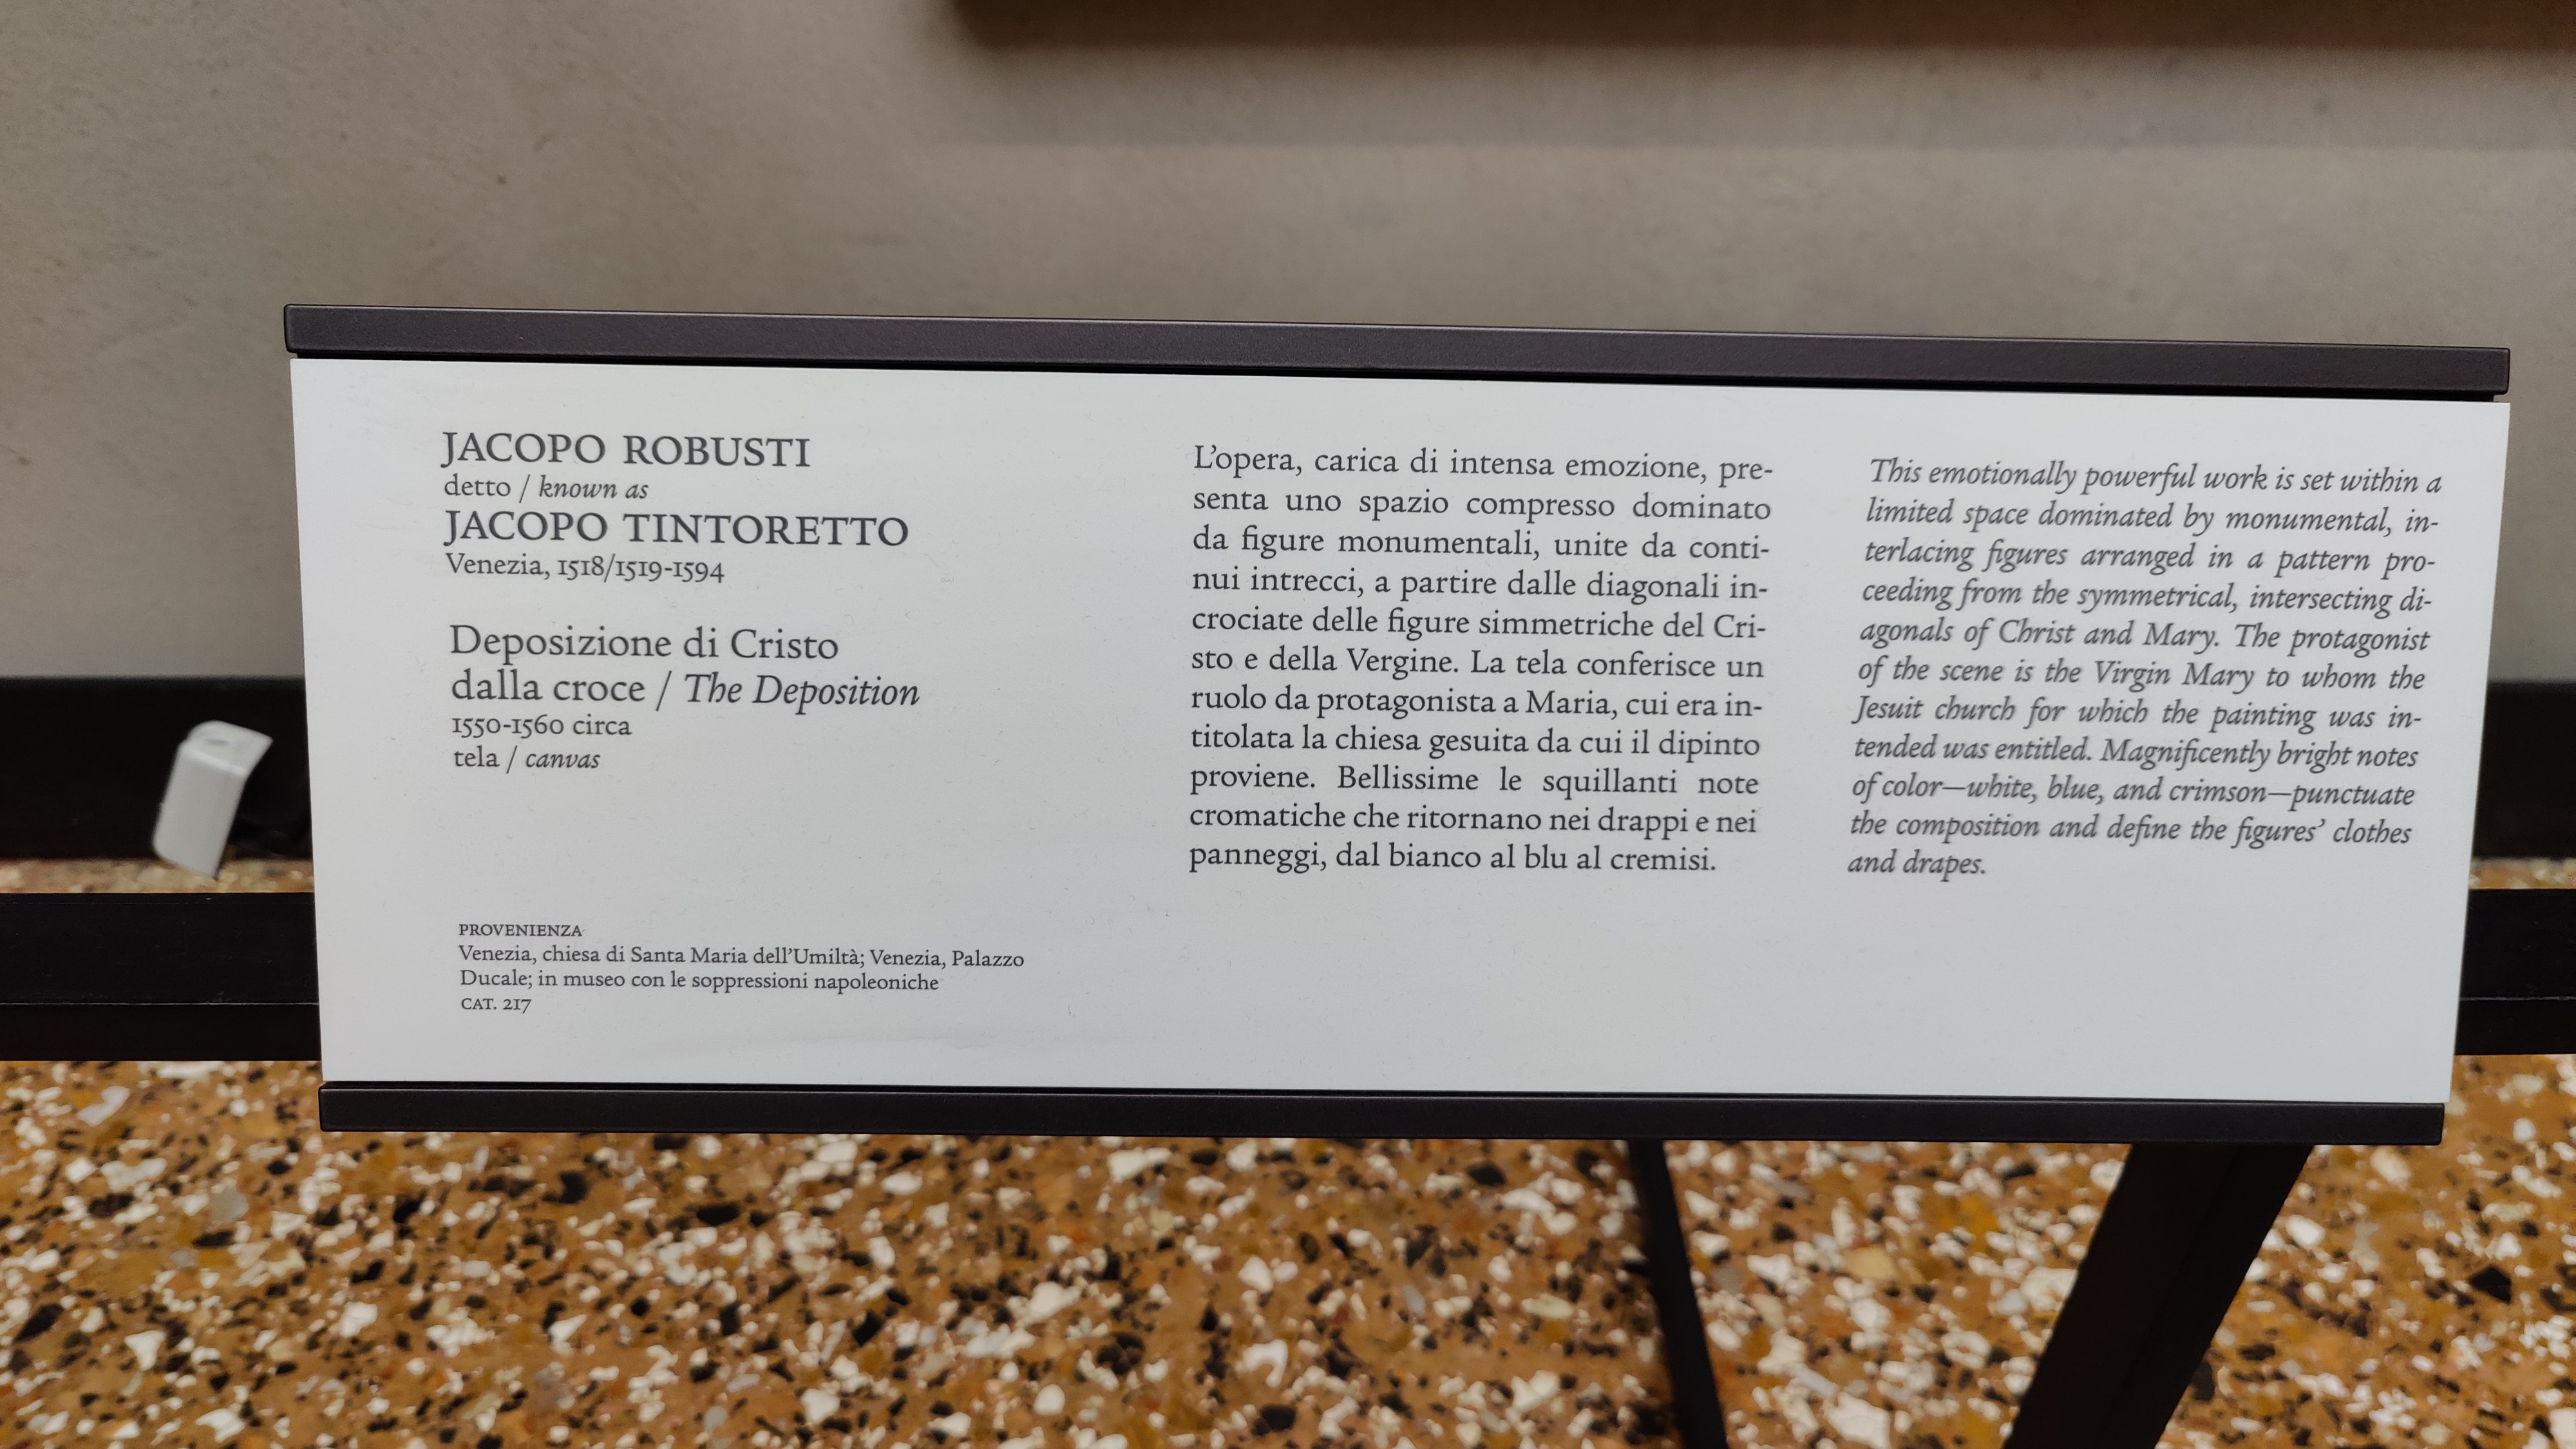 JACOPO ROBUSTI
detto / known as
JACOPO TINTORETTO
Venezia, 1518/1519-1594
Deposizione di Cristo
dalla croce / The Deposition
1550-1560 circa
tela / canvas
PROVENIENZA
Venezia, chiesa di Santa Maria dell’Umiltà; Venezia, Palazzo
Ducale; in museo con le soppressioni napoleoniche
CAT. 217
L’opera, carica di intensa emozione, pre-
senta uno spazio compresso dominato
da figure monumentali, unite da conti-
nui intrecci, a partire dalle diagonali in-
crociate delle figure simmetriche del Cri-
sto e della Vergine. La tela conferisce un
ruolo da protagonista a Maria, cui era in-
titolata la chiesa gesuita da cui il dipinto
proviene. Bellissime le squillanti note
cromatiche che ritornano nei drappi e nei
panneggi, dal bianco al blu al cremisi.
This emotionally powerful work is set within a
limited space dominated by monumental, in-
terlacing figures arranged in a pattern pro-
ceeding from the symmetrical, intersecting di-
agonals of Christ and Mary. The protagonist
of the scene is the Virgin Mary to whom the
Jesuit church for which the painting was in-
tended was entitled. Magnificently bright notes
of color—white, blue, and crimson—punctuate
the composition and define the figures’ clothes
and drapes.